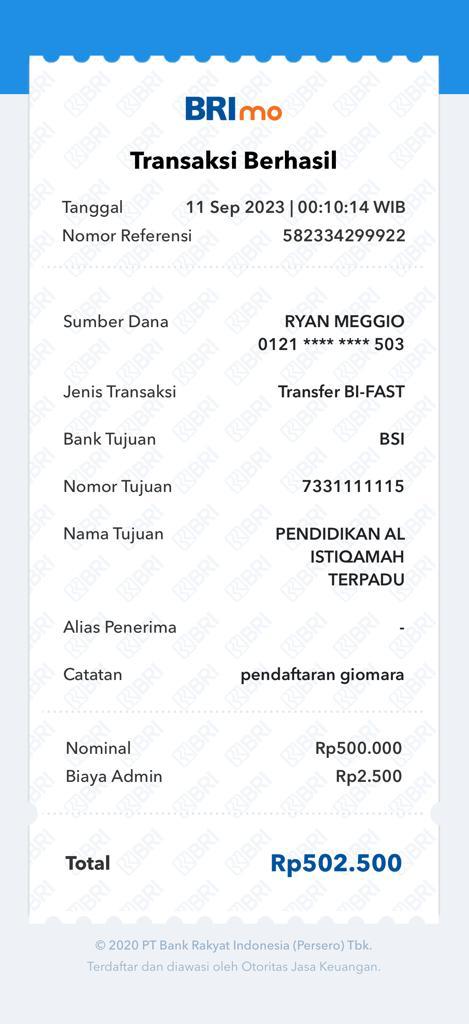 BRImo
Transaksi Berhasil
Tanggal 11 Sep 2023 | 00:10:14 WIB
Nomor Referensi 582334299922
Sumber Dana RYAN MEGGIO
0121 **** **** 503
Jenis Transaksi Transfer BI-FAST
Bank Tujuan BSI
Nomor Tujuan 7331111115
Nama Tujuan PENDIDIKAN AL
ISTIQAMAH
TERPADU
Alias Penerima -
Catatan pendaftaran giomara
Nominal Rp500.000
Biaya Admin Rp2.500
Total Rp502.500
© 2020 PT Bank Rakyat Indonesia (Persero) Tbk.
Terdaftar dan diawasi oleh Otoritas Jasa Keuangan.